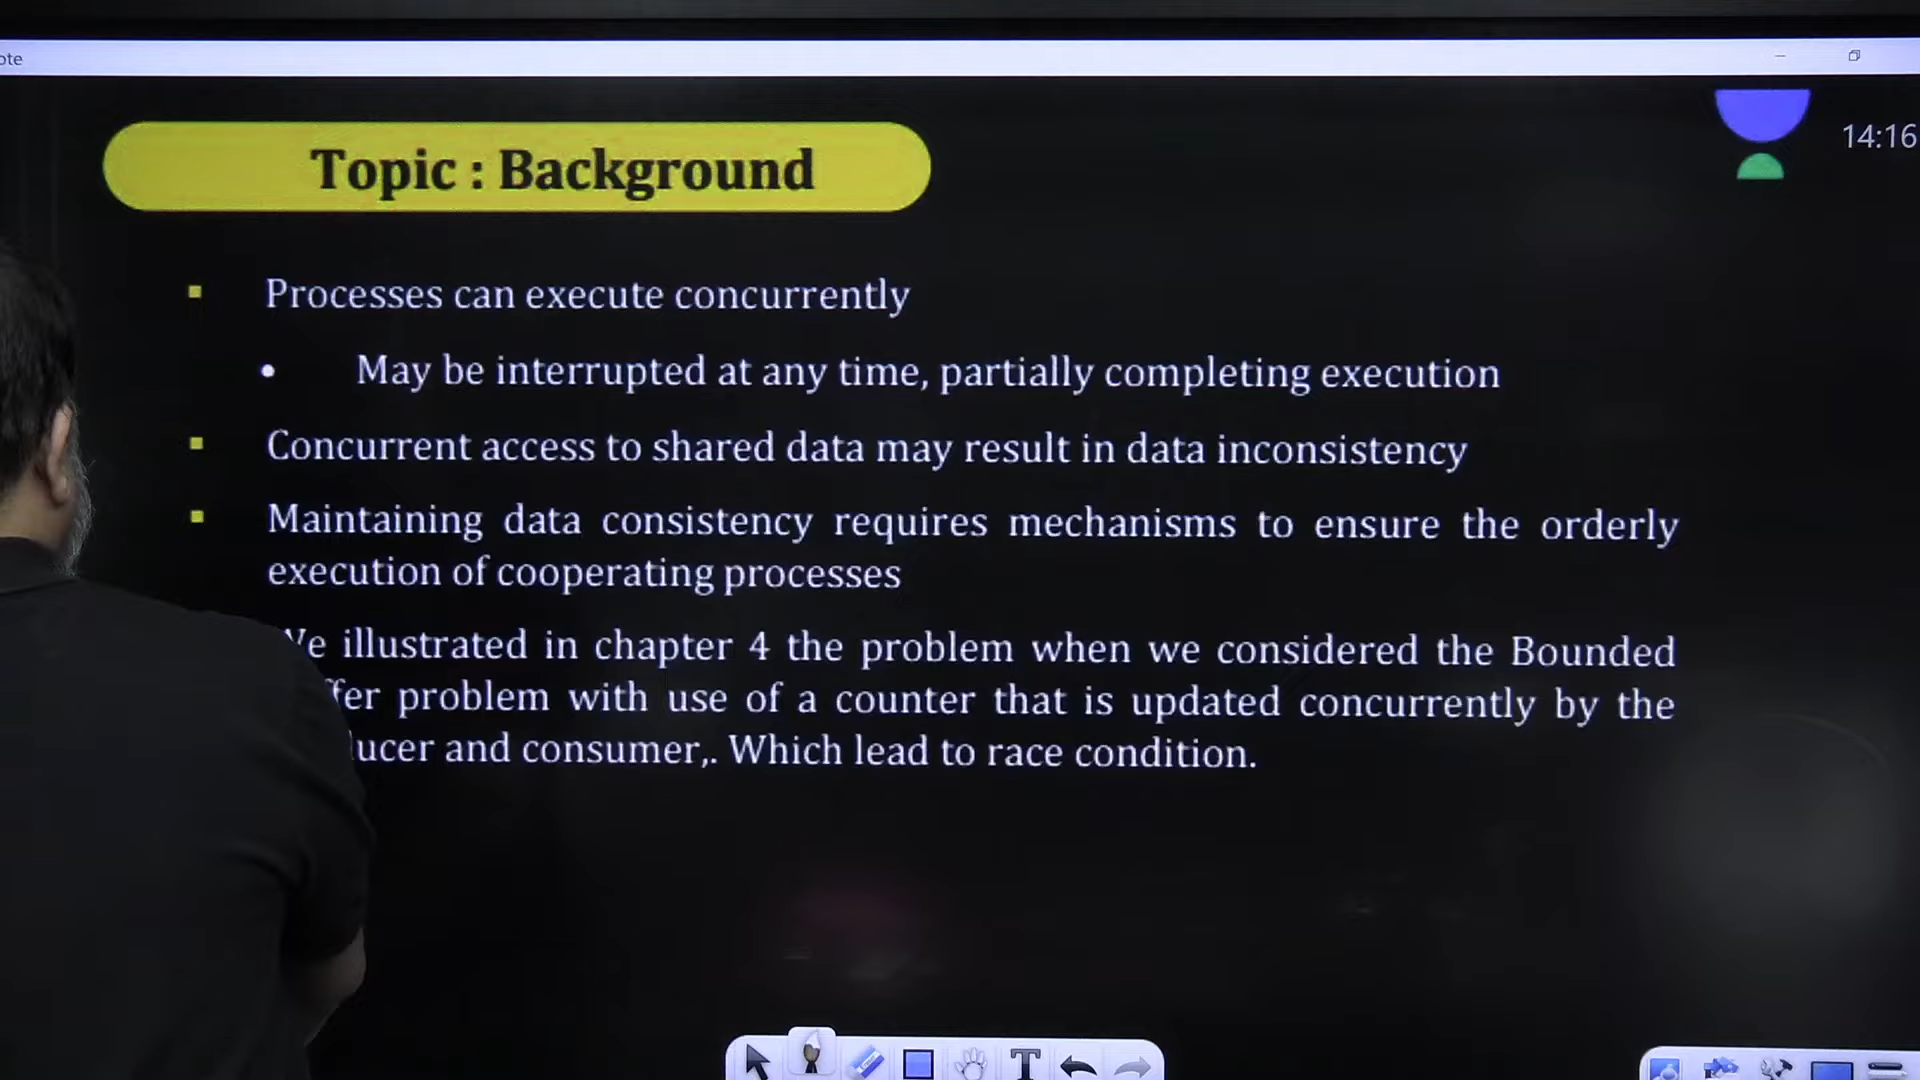 ote
14:16
Topic : Background
Processes can execute concurrently
May be interrupted at any time, partially completing execution
Concurrent access to shared data may result in data inconsistency
Maintaining data consistency requires mechanisms to ensure the orderly
execution of cooperating processes
We illustrated in chapter 4 the problem when we considered the Bounded
ffer problem with use of a counter that is updated concurrently by the
ucer and consumer,. Which lead to race condition.
T